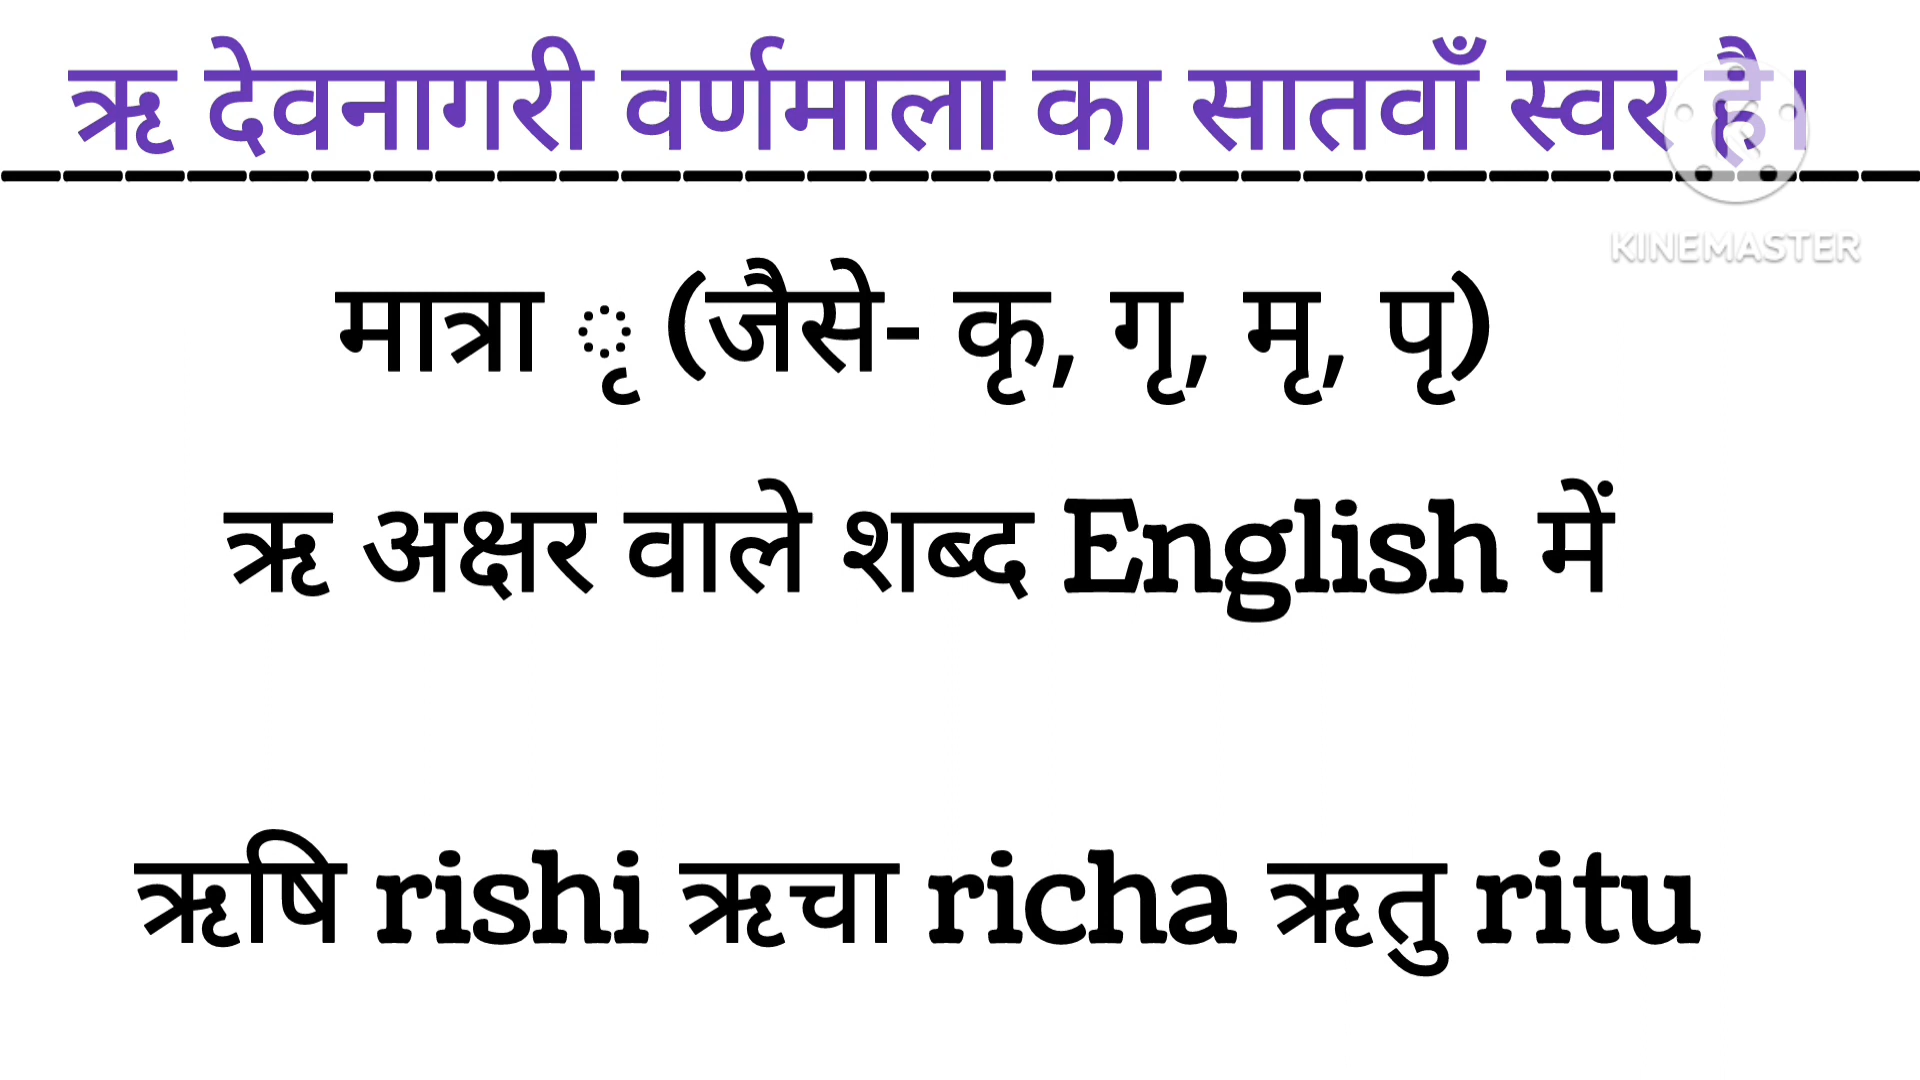 ऋ देवनागरी वर्णमाला का सातवाँ स्वर है।
KINEMASTER
मात्रा ृ (जैसे- कृ, गृ, मृ, पृ)
ऋ अक्षर वाले शब्द English में
ऋषि rishi ऋचा richa ऋतु ritu